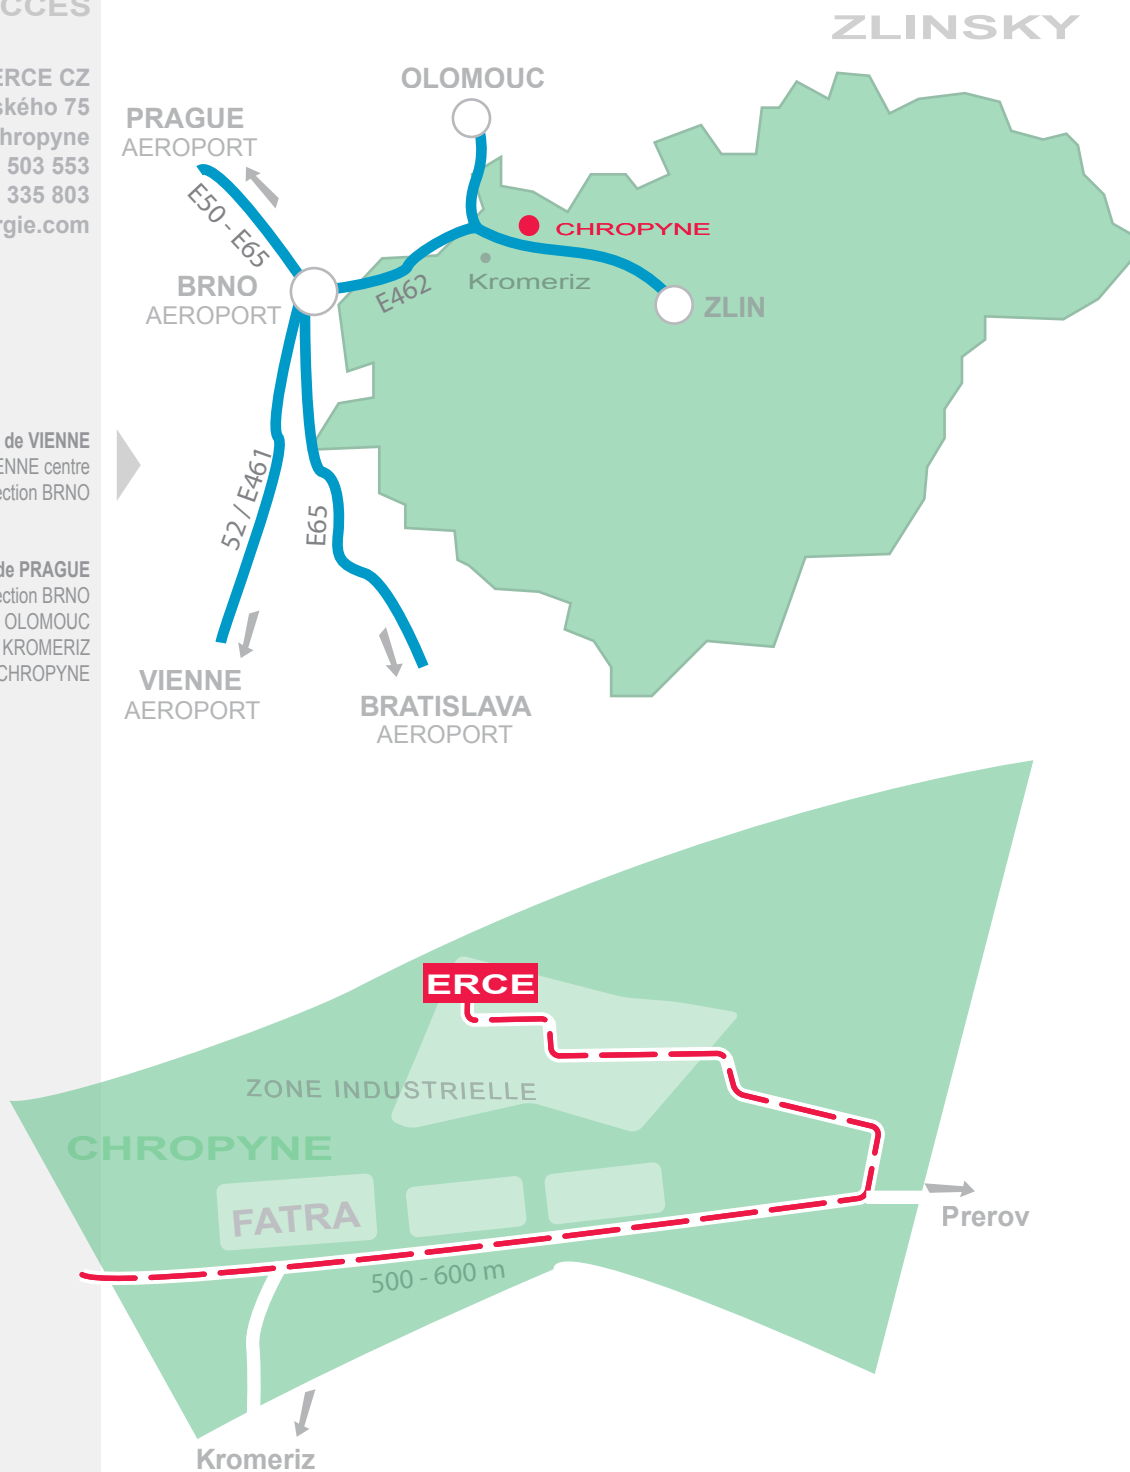 CCES
ERCE CZ
ského 75
hropyne
503 553
335 803
rgie.com
de VIENNE
ENNE centre
ection BRNO
de PRAGUE
ection BRNO
OLOMOUC
KROMERIZ
CHROPYNE
ZLINSKY
OLOMOUC
PRAGUE
AEROPORT
E50 - E65
CHROPYNE
BRNO
AEROPORT
E462
Kromeriz
ZLIN
52 / E461
E65
VIENNE
AEROPORT
BRATISLAVA
AEROPORT
ERCE
ZONE INDUSTRIELLE
CHROPYNE
FATRA
Prerov
500 - 600 m
Kromeriz